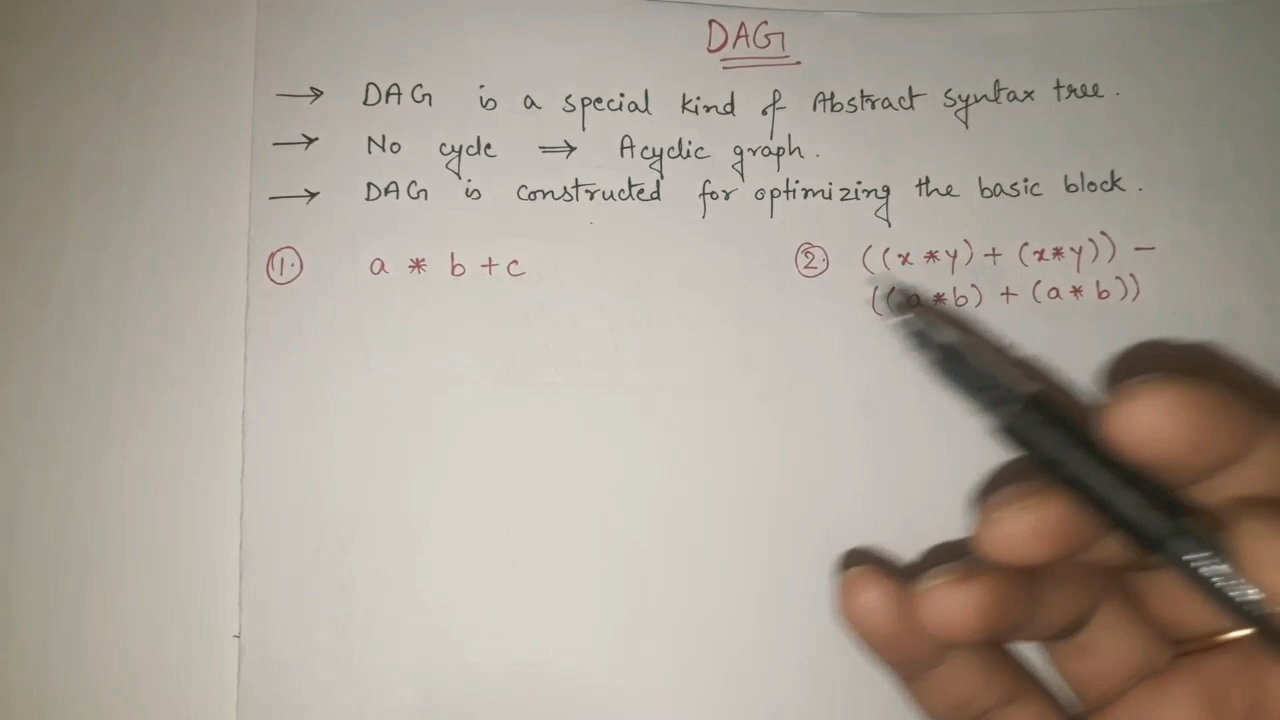 DAG
→ DAG is a special kind of Abstract syntax tree.
→ No cycle ⇒ Acyclic graph.
→ DAG is constructed for optimizing the basic block.
① a * b + c
② ((x * y) + (x * y)) -
((a * b) + (a * b))